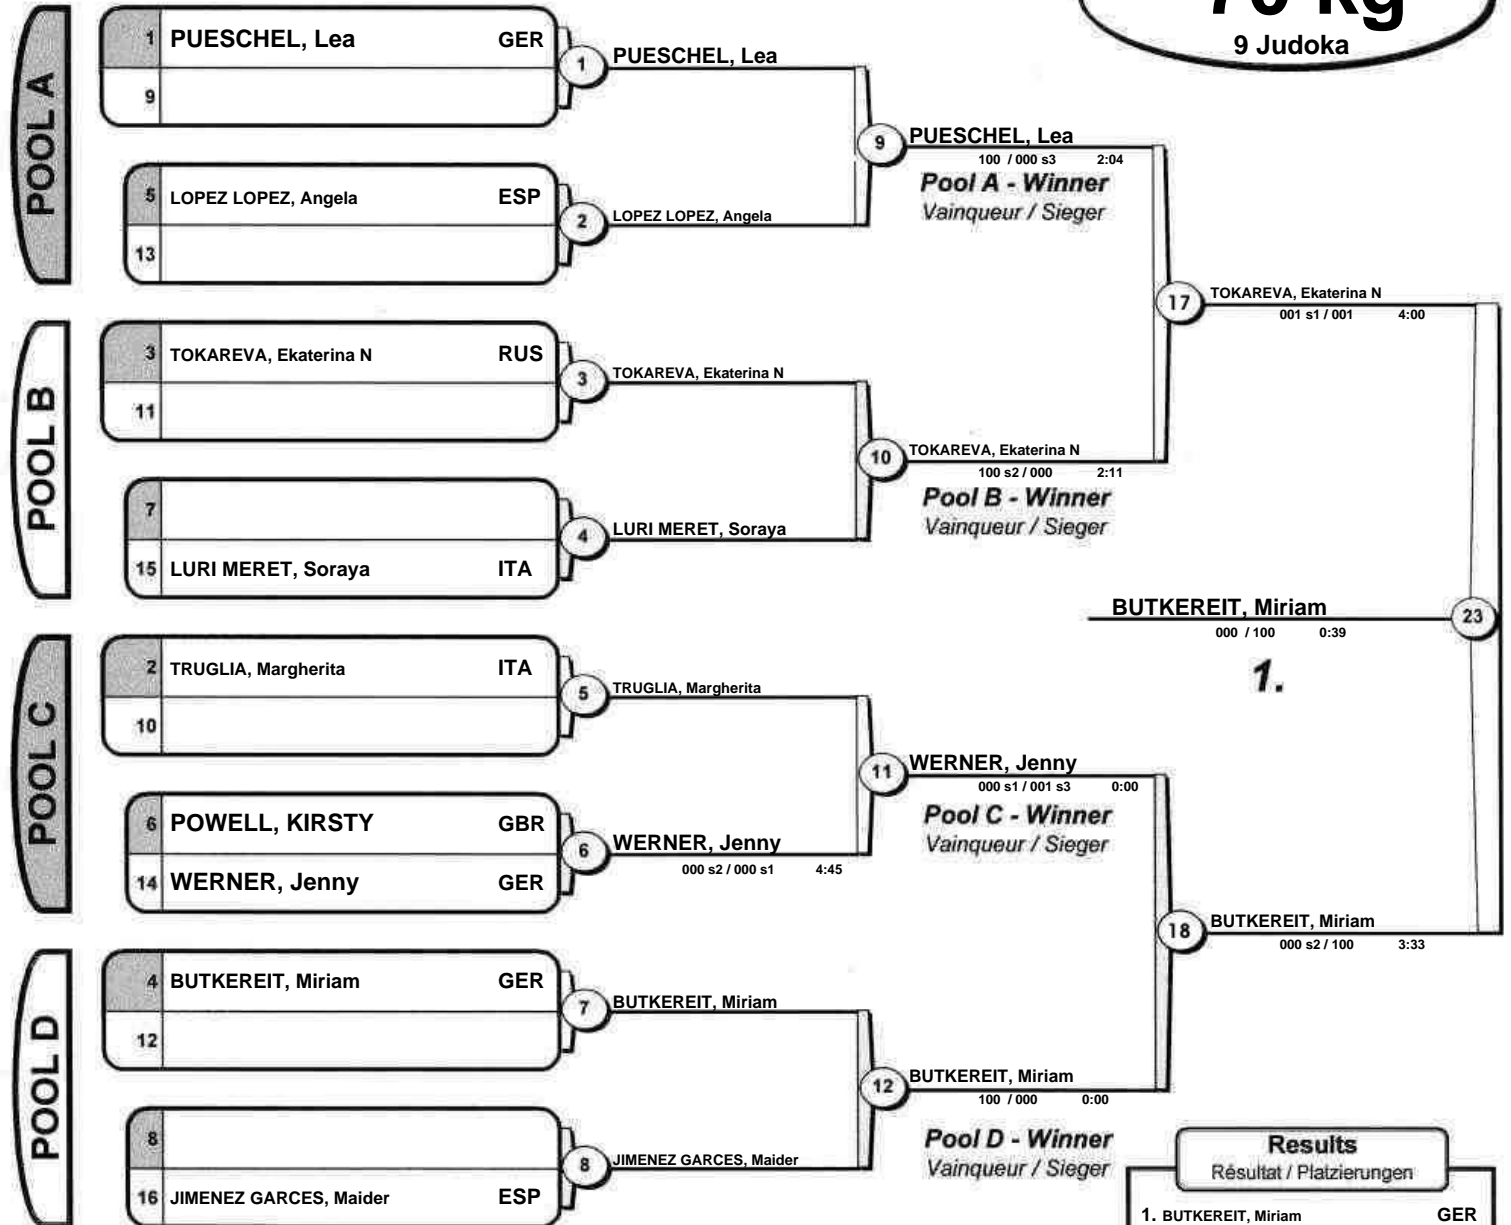 70 kg
9 Judoka
POOL A
1 PUESCHEL, Lea GER
9
1 PUESCHEL, Lea
5 LOPEZ LOPEZ, Angela ESP
13
2 LOPEZ LOPEZ, Angela
9 PUESCHEL, Lea
100 / 000 s3 2:04
Pool A - Winner
Vainqueur / Sieger
POOL B
3 TOKAREVA, Ekaterina N RUS
11
3 TOKAREVA, Ekaterina N
7
15 LURI MERET, Soraya ITA
4 LURI MERET, Soraya
10 TOKAREVA, Ekaterina N
100 s2 / 000 2:11
Pool B - Winner
Vainqueur / Sieger
17 TOKAREVA, Ekaterina N
001 s1 / 001 4:00
BUTKEREIT, Miriam 23
000 / 100 0:39
1.
POOL C
2 TRUGLIA, Margherita ITA
10
5 TRUGLIA, Margherita
6 POWELL, KIRSTY GBR
14 WERNER, Jenny GER
6 WERNER, Jenny
000 s2 / 000 s1 4:45
11 WERNER, Jenny
000 s1 / 001 s3 0:00
Pool C - Winner
Vainqueur / Sieger
POOL D
4 BUTKEREIT, Miriam GER
12
7 BUTKEREIT, Miriam
8
16 JIMENEZ GARCES, Maider ESP
8 JIMENEZ GARCES, Maider
12 BUTKEREIT, Miriam
100 / 000 0:00
Pool D - Winner
Vainqueur / Sieger
18 BUTKEREIT, Miriam
000 s2 / 100 3:33
Results
Résultat / Platzierungen
1. BUTKEREIT, Miriam GER